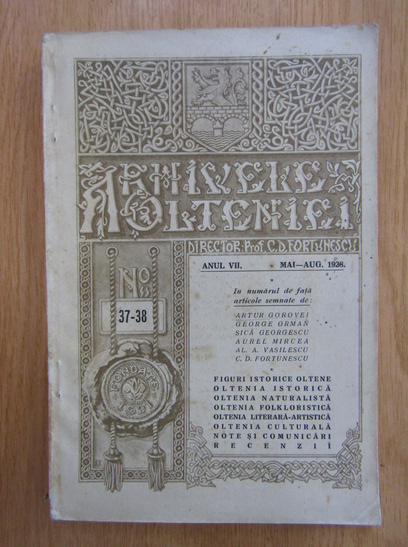 ARHIVELE
OLTENIEI
DIRECTOR: Prof. C. D. FORTUNESCU
ANUL VII. MAI—AUG. 1928.
Nos
37-38
In numărul de față
articole semnate de:
ARTUR GOROVEI
GEORGE ORMAN
SICĂ GEORGESCU
AUREL MIRCEA
AL. A. VASILESCU
C. D. FORTUNESCU
FONDATE
FIGURI ISTORICE OLTENE
OLTENIA ISTORICĂ
OLTENIA NATURALISTĂ
OLTENIA FOLKLORISTICĂ
OLTENIA LITERARĂ-ARTISTICĂ
OLTENIA CULTURALĂ
NOTE ȘI COMUNICĂRI
RECENZII